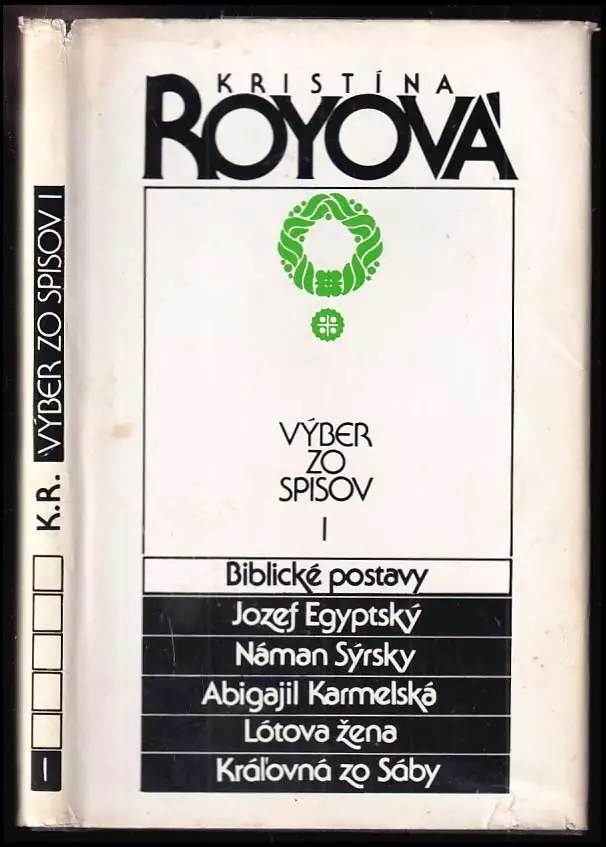 KRISTÍNA
ROYOVÁ
VÝBER
ZO
SPISOV
I
Biblické postavy
Jozef Egyptský
Náman Sýrsky
Abigajil Karmelská
Lótova žena
Kráľovná zo Sáby
K.R. VÝBER ZO SPISOV I
I